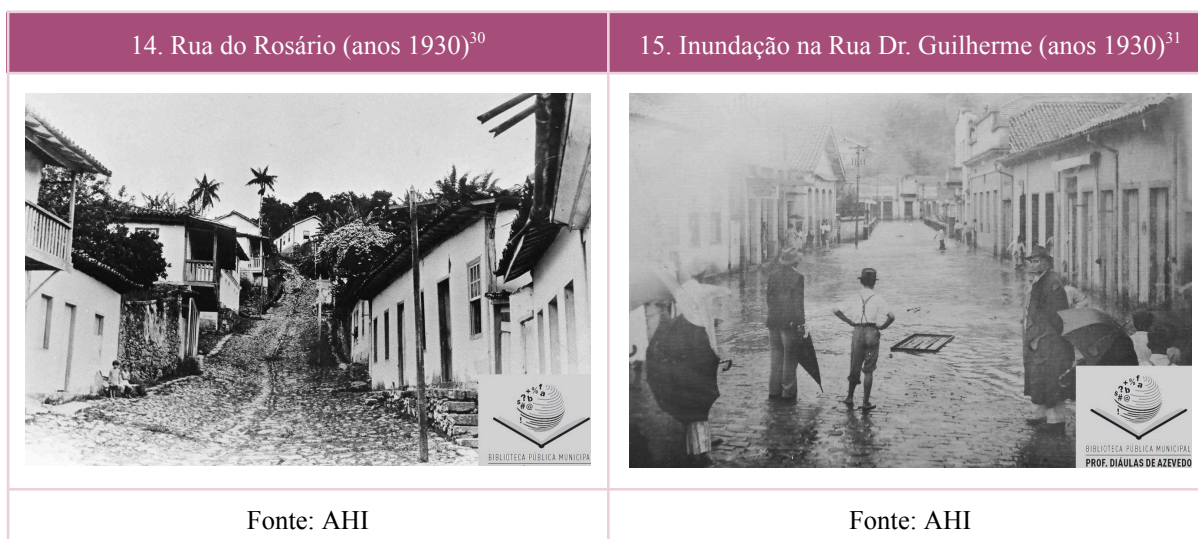 14. Rua do Rosário (anos 1930)30
15. Inundação na Rua Dr. Guilherme (anos 1930)31
BIBLIOTECA PÚBLICA MUNICIPAL
BIBLIOTECA PÚBLICA MUNICIPAL
PROF. DIÁULAS DE AZEVEDO
Fonte: AHI
Fonte: AHI